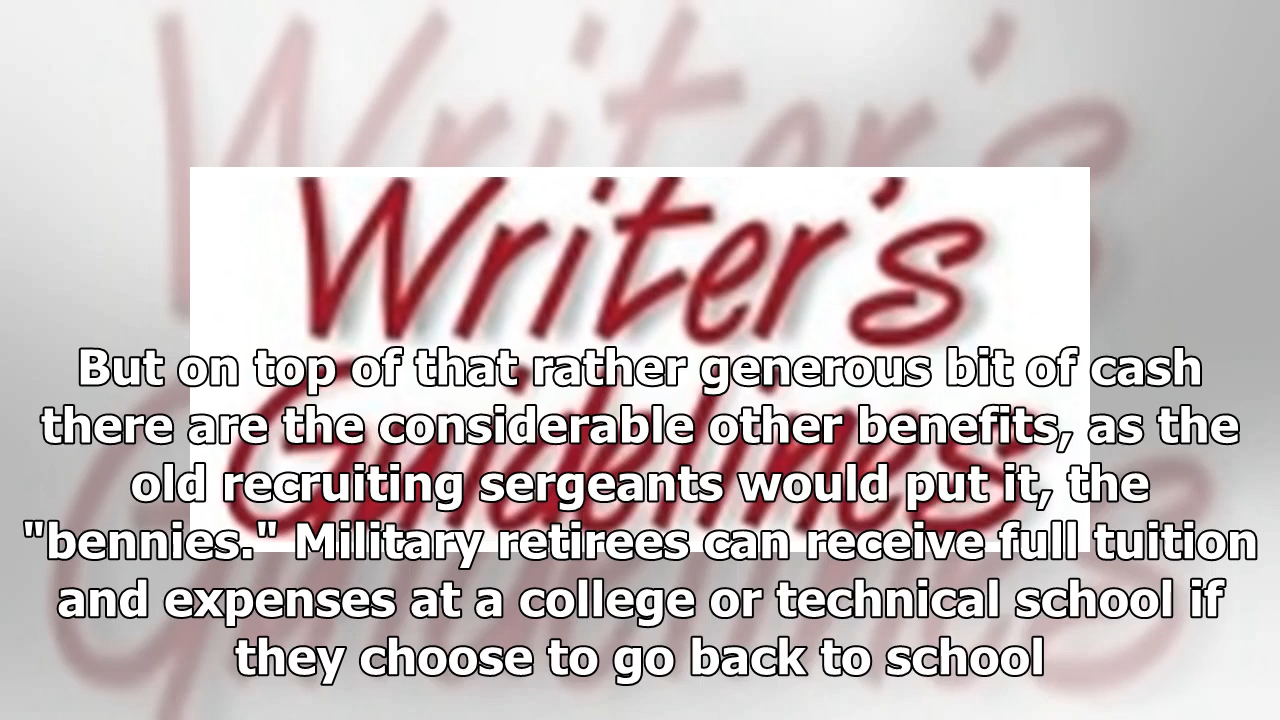 Writer's
Guidelines
But on top of that rather generous bit of cash
there are the considerable other benefits, as the
old recruiting sergeants would put it, the
"bennies." Military retirees can receive full tuition
and expenses at a college or technical school if
they choose to go back to school